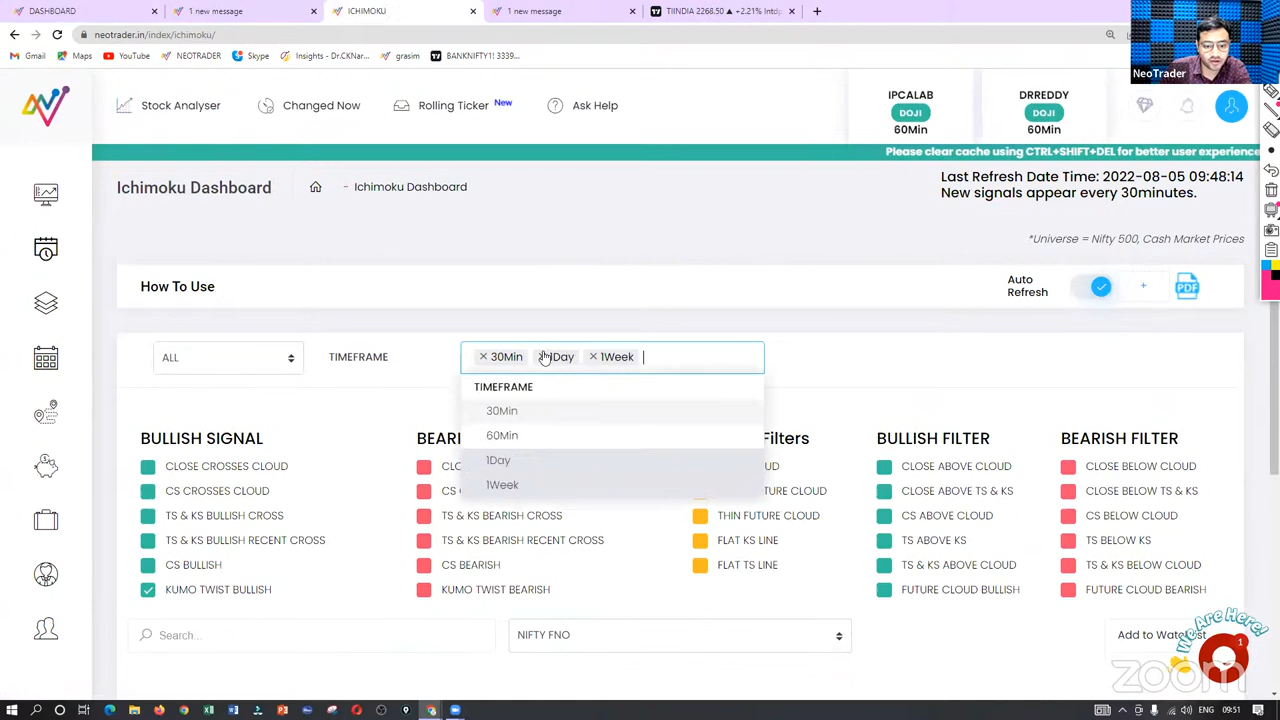 DASHBOARD
1 new message
ICHIMOKU
1 new message
TIINDIA 2268.50 ▲ +2.21% Intd
neotrader.in/index/ichimoku/
Gmail
Maps
YouTube
NEOTRADER
Skype
Insights - Dr.CKNar...
grasim
BANKNIFTY1! 3339...
NeoTrader
Stock Analyser
Changed Now
Rolling Ticker New
Ask Help
IPCALAB
DOJI
60Min
DRREDDY
DOJI
60Min
Please clear cache using CTRL+SHIFT+DEL for better user experience
Ichimoku Dashboard
- Ichimoku Dashboard
Last Refresh Date Time: 2022-08-05 09:48:14
New signals appear every 30minutes.
*Universe = Nifty 500, Cash Market Prices
How To Use
Auto
Refresh
+
PDF
ALL
TIMEFRAME
× 30Min
1Day
× 1Week
TIMEFRAME
30Min
60Min
1Day
1Week
BULLISH SIGNAL
CLOSE CROSSES CLOUD
CS CROSSES CLOUD
TS & KS BULLISH CROSS
TS & KS BULLISH RECENT CROSS
CS BULLISH
KUMO TWIST BULLISH
TS & KS BEARISH CROSS
TS & KS BEARISH RECENT CROSS
CS BEARISH
KUMO TWIST BEARISH
Filters
THIN FUTURE CLOUD
FLAT KS LINE
FLAT TS LINE
BULLISH FILTER
CLOSE ABOVE CLOUD
CLOSE ABOVE TS & KS
CS ABOVE CLOUD
TS ABOVE KS
TS & KS ABOVE CLOUD
FUTURE CLOUD BULLISH
BEARISH FILTER
CLOSE BELOW CLOUD
CLOSE BELOW TS & KS
CS BELOW CLOUD
TS BELOW KS
TS & KS BELOW CLOUD
FUTURE CLOUD BEARISH
Search...
NIFTY FNO
Add to Wat
We Are Here!
1
zoom
ENG
09:51